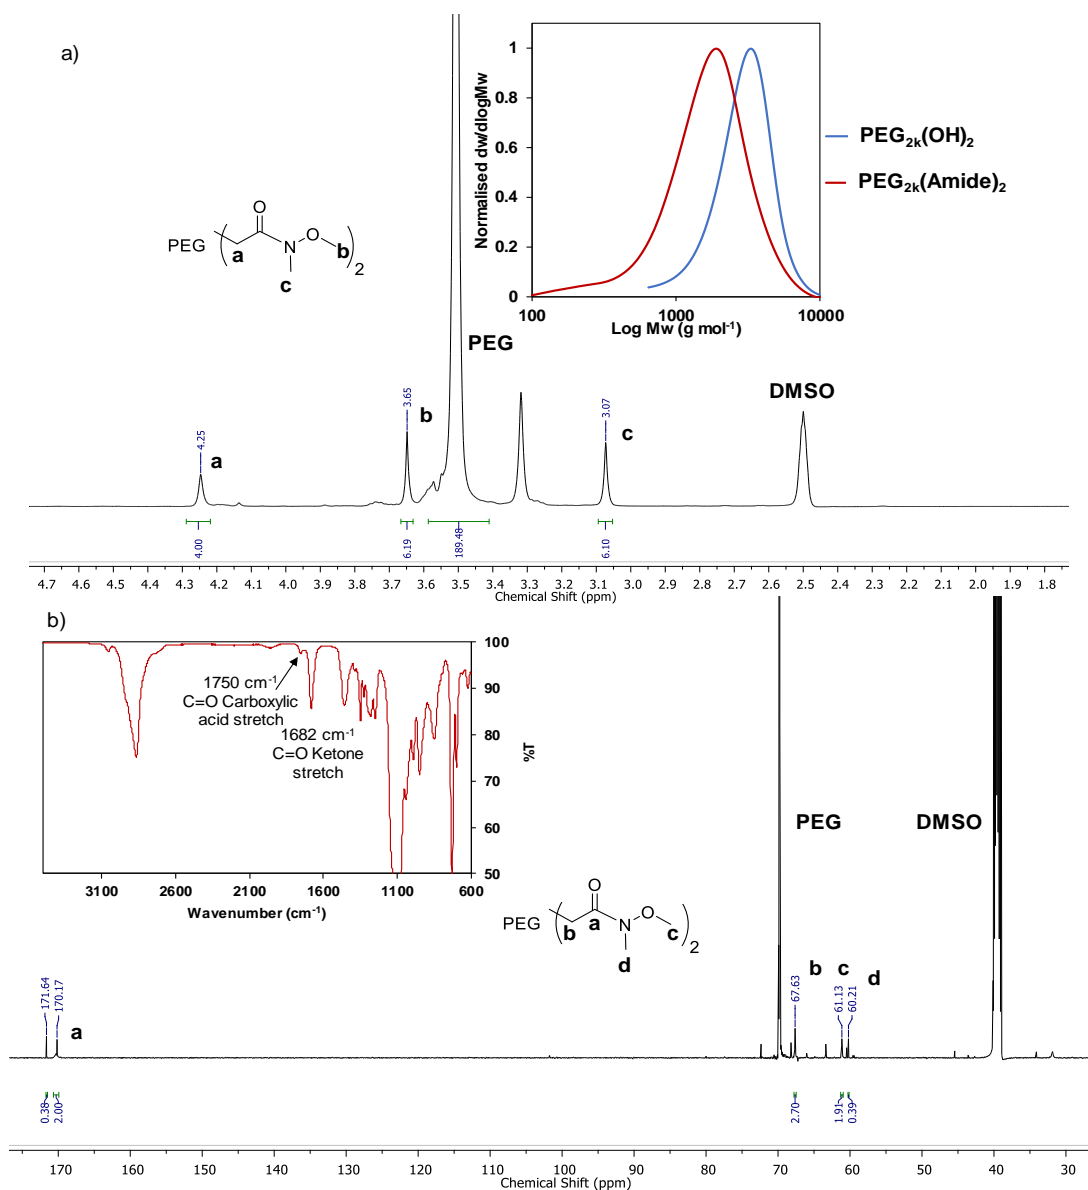 a)
1
0.8
0.6
0.4
0.2
0
Normalised dw/dlogMw
100 1000 10000
Log Mw (g mol-1)
PEG2k(OH)2
PEG2k(Amide)2
O
PEG ( a N O b )2
c
PEG
DMSO
4.25
a
3.65
b
3.07
c
4.00
6.19
189.48
6.10
4.7 4.6 4.5 4.4 4.3 4.2 4.1 4.0 3.9 3.8 3.7 3.6 3.5 3.4 3.3 3.2 3.1 3.0 2.9 2.8 2.7 2.6 2.5 2.4 2.3 2.2 2.1 2.0 1.9 1.8
Chemical Shift (ppm)
b)
1750 cm-1
C=O Carboxylic
acid stretch
1682 cm-1
C=O Ketone
stretch
100
90
80
70
60
50
%T
3100 2600 2100 1600 1100 600
Wavenumber (cm-1)
PEG
DMSO
O
PEG ( b a N O c )2
d
171.64
170.17
a
67.63
b
61.13
c
60.21
d
0.38
2.00
2.70
1.91
0.39
170 160 150 140 130 120 110 100 90 80 70 60 50 40 30
Chemical Shift (ppm)